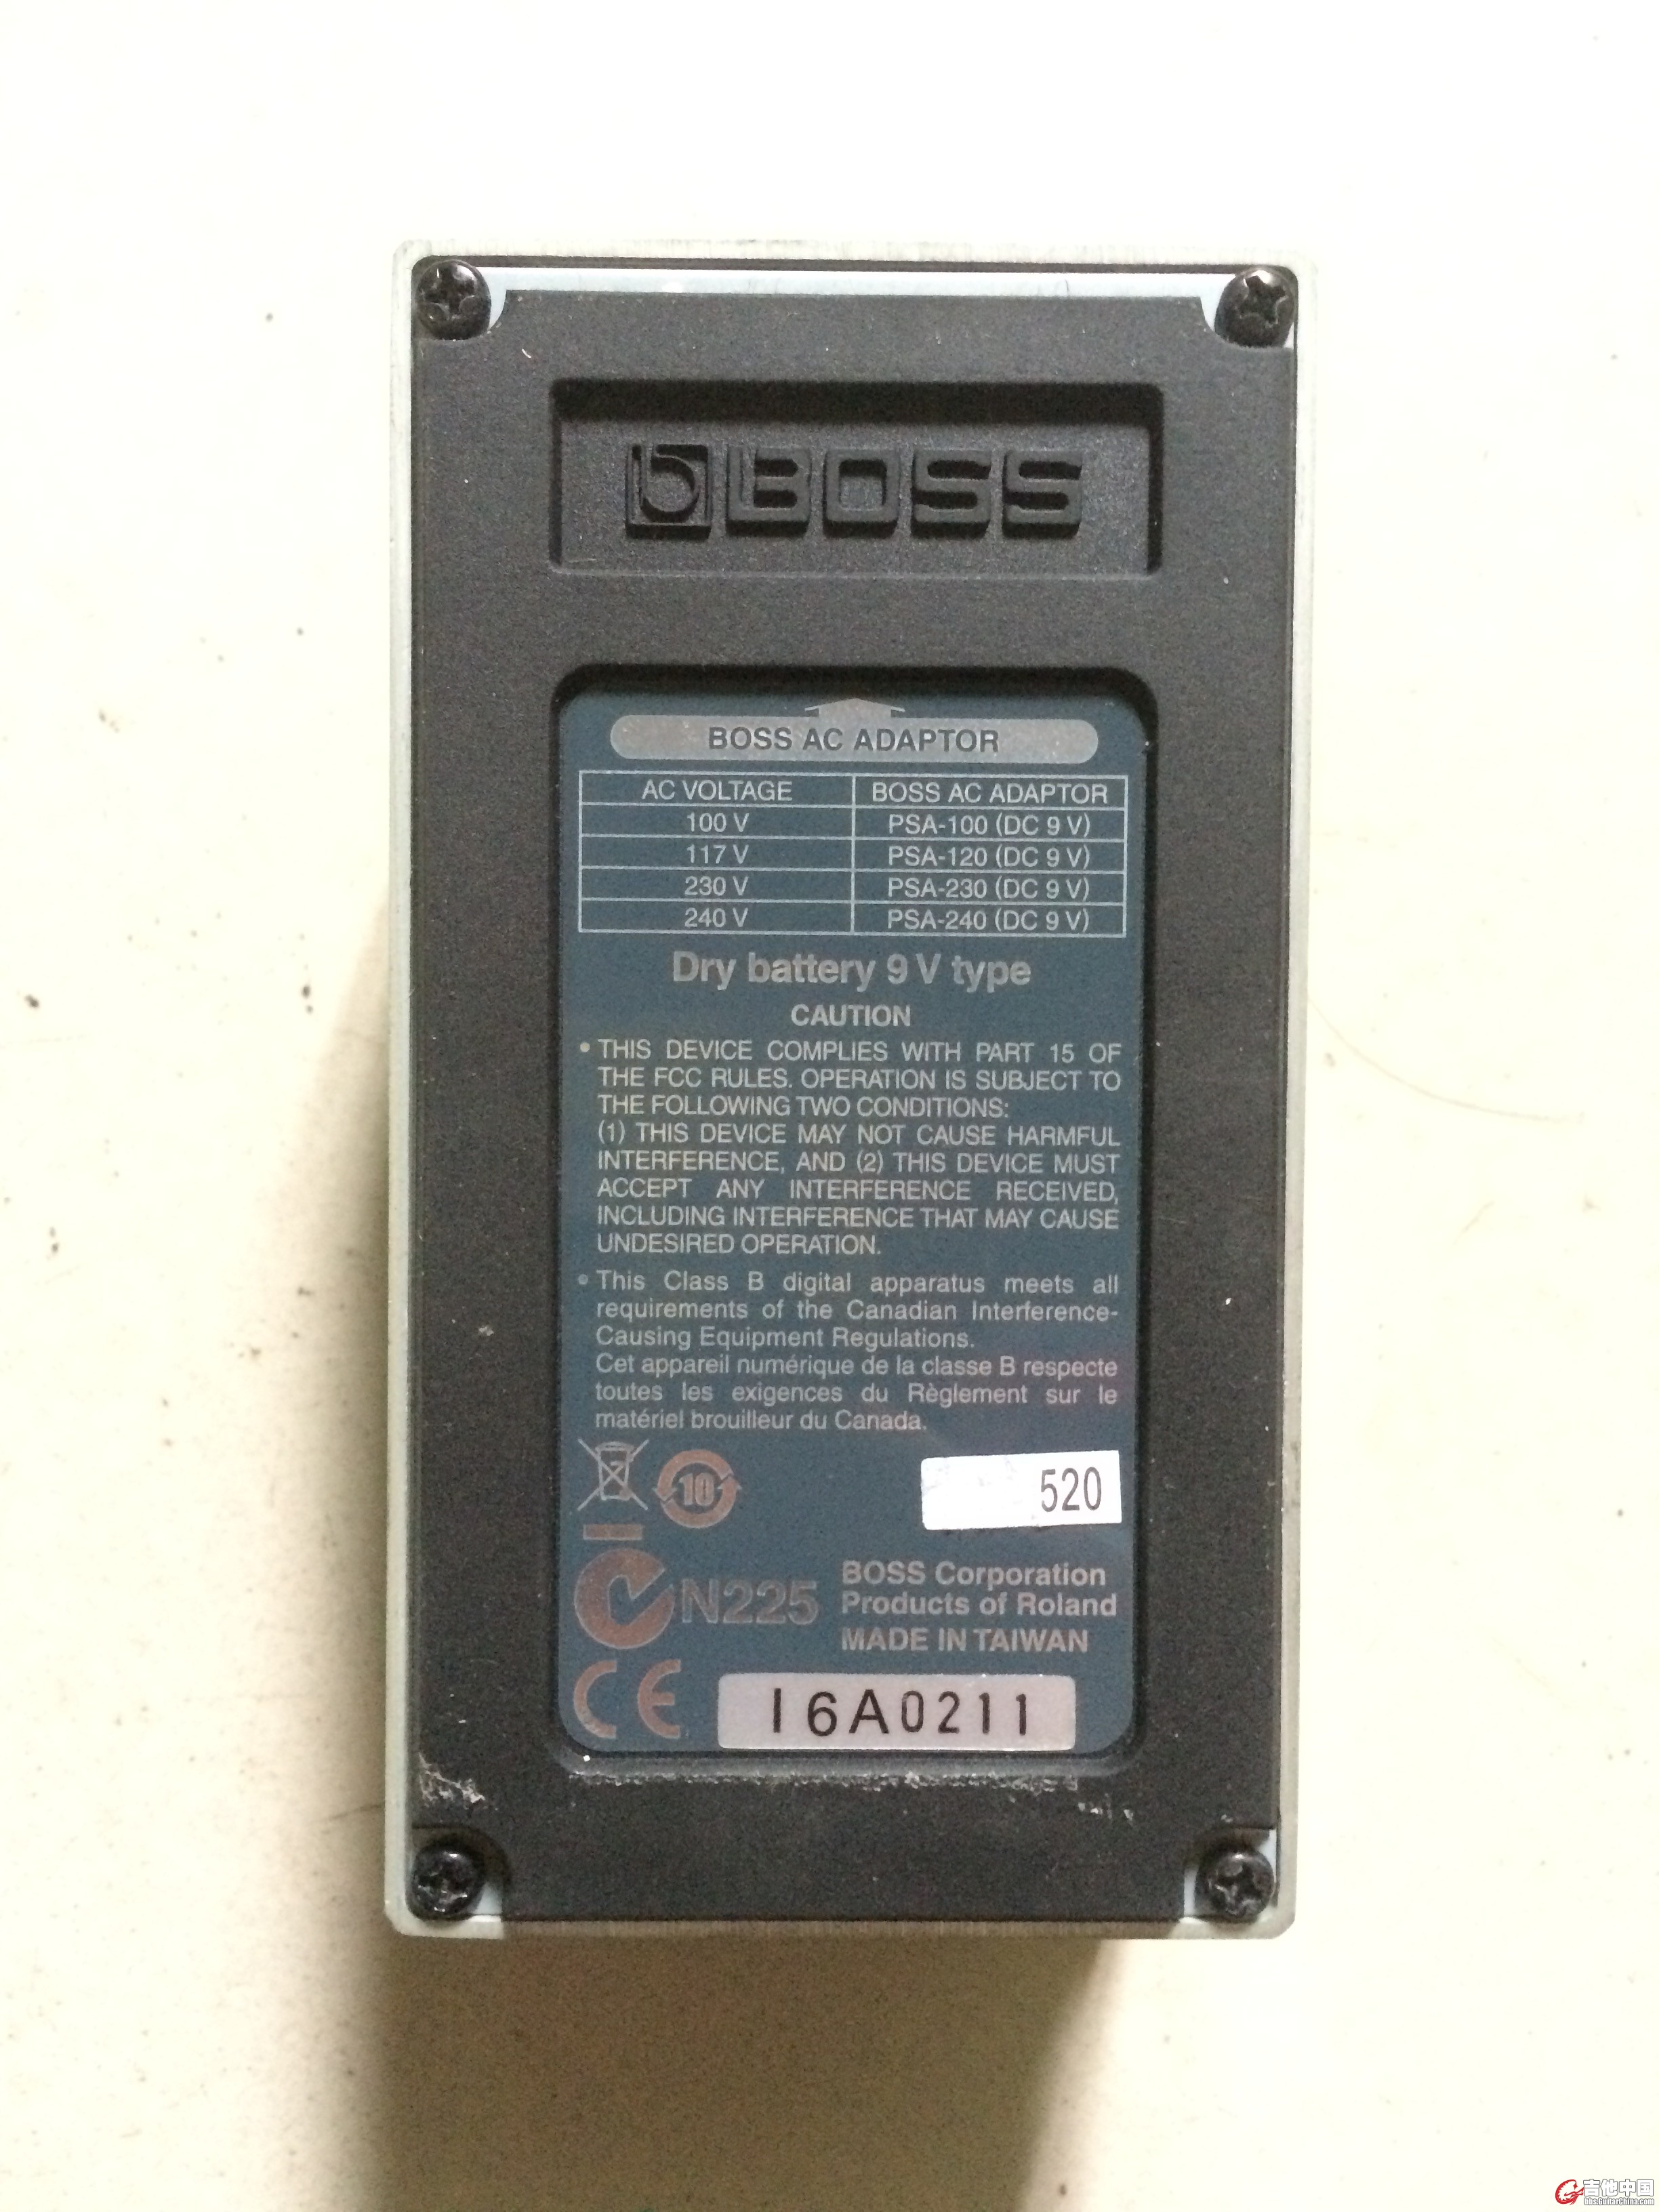 BOSS
BOSS AC ADAPTOR
AC VOLTAGE BOSS AC ADAPTOR
100 V PSA-100 (DC 9 V)
117 V PSA-120 (DC 9 V)
230 V PSA-230 (DC 9 V)
240 V PSA-240 (DC 9 V)
Dry battery 9 V type
CAUTION
• THIS DEVICE COMPLIES WITH PART 15 OF
THE FCC RULES. OPERATION IS SUBJECT TO
THE FOLLOWING TWO CONDITIONS:
(1) THIS DEVICE MAY NOT CAUSE HARMFUL
INTERFERENCE, AND (2) THIS DEVICE MUST
ACCEPT ANY INTERFERENCE RECEIVED,
INCLUDING INTERFERENCE THAT MAY CAUSE
UNDESIRED OPERATION.
• This Class B digital apparatus meets all
requirements of the Canadian Interference-
Causing Equipment Regulations.
Cet appareil numérique de la classe B respecte
toutes les exigences du Règlement sur le
matériel brouilleur du Canada.
10
520
N225
BOSS Corporation
Products of Roland
MADE IN TAIWAN
CE
I6A0211
吉他中国
bbs.GuitarChina.com